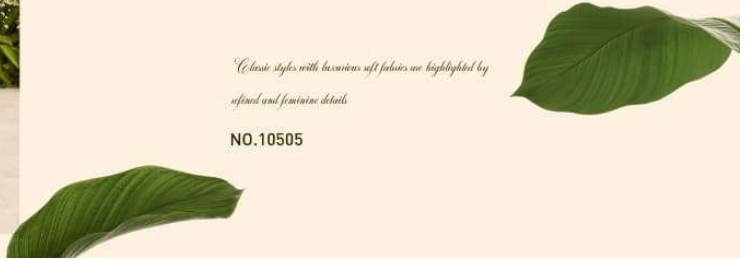 Classic styles with luxurious soft fabrics are highlighted by
refined and feminine details
NO.10505